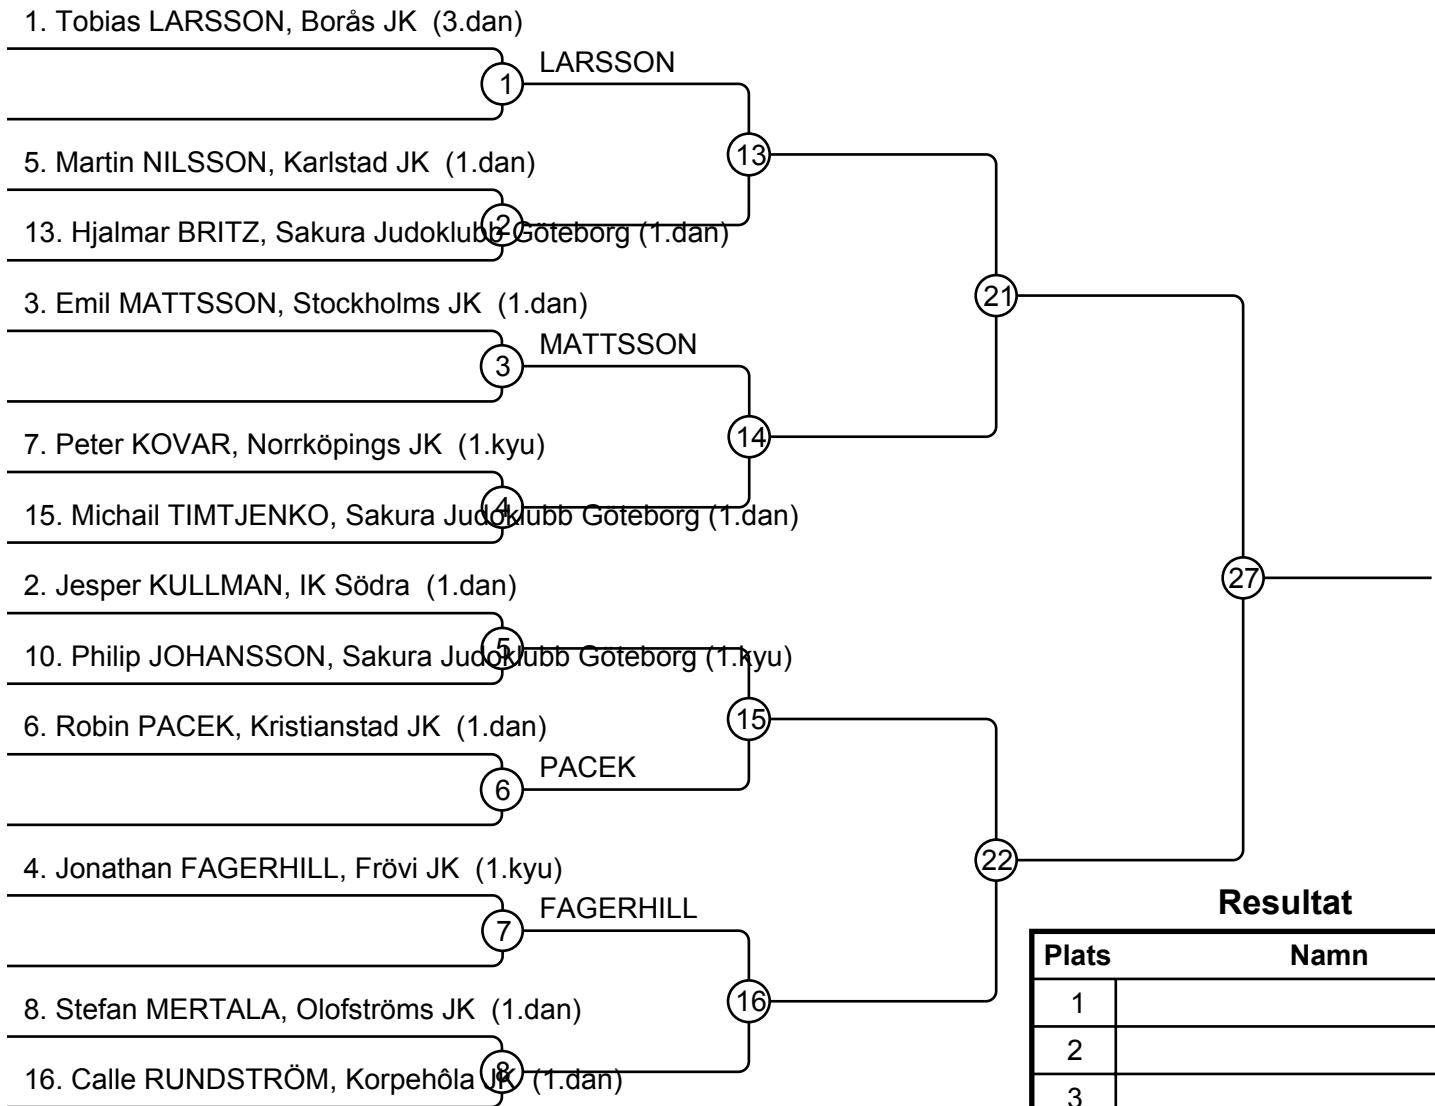 1. Tobias LARSSON, Borås JK (3.dan)
LARSSON
1
5. Martin NILSSON, Karlstad JK (1.dan)
13
13. Hjalmar BRITZ, Sakura Judoklubb Göteborg (1.dan)
2
3. Emil MATTSSON, Stockholms JK (1.dan)
21
MATTSSON
3
7. Peter KOVAR, Norrköpings JK (1.kyu)
14
15. Michail TIMTJENKO, Sakura Judoklubb Göteborg (1.dan)
4
2. Jesper KULLMAN, IK Södra (1.dan)
27
10. Philip JOHANSSON, Sakura Judoklubb Göteborg (1.kyu)
5
6. Robin PACEK, Kristianstad JK (1.dan)
15
PACEK
6
4. Jonathan FAGERHILL, Frövi JK (1.kyu)
22
FAGERHILL
7
8. Stefan MERTALA, Olofströms JK (1.dan)
16
16. Calle RUNDSTRÖM, Korpehôla JK (1.dan)
8
Resultat
Plats Namn
1
2
3